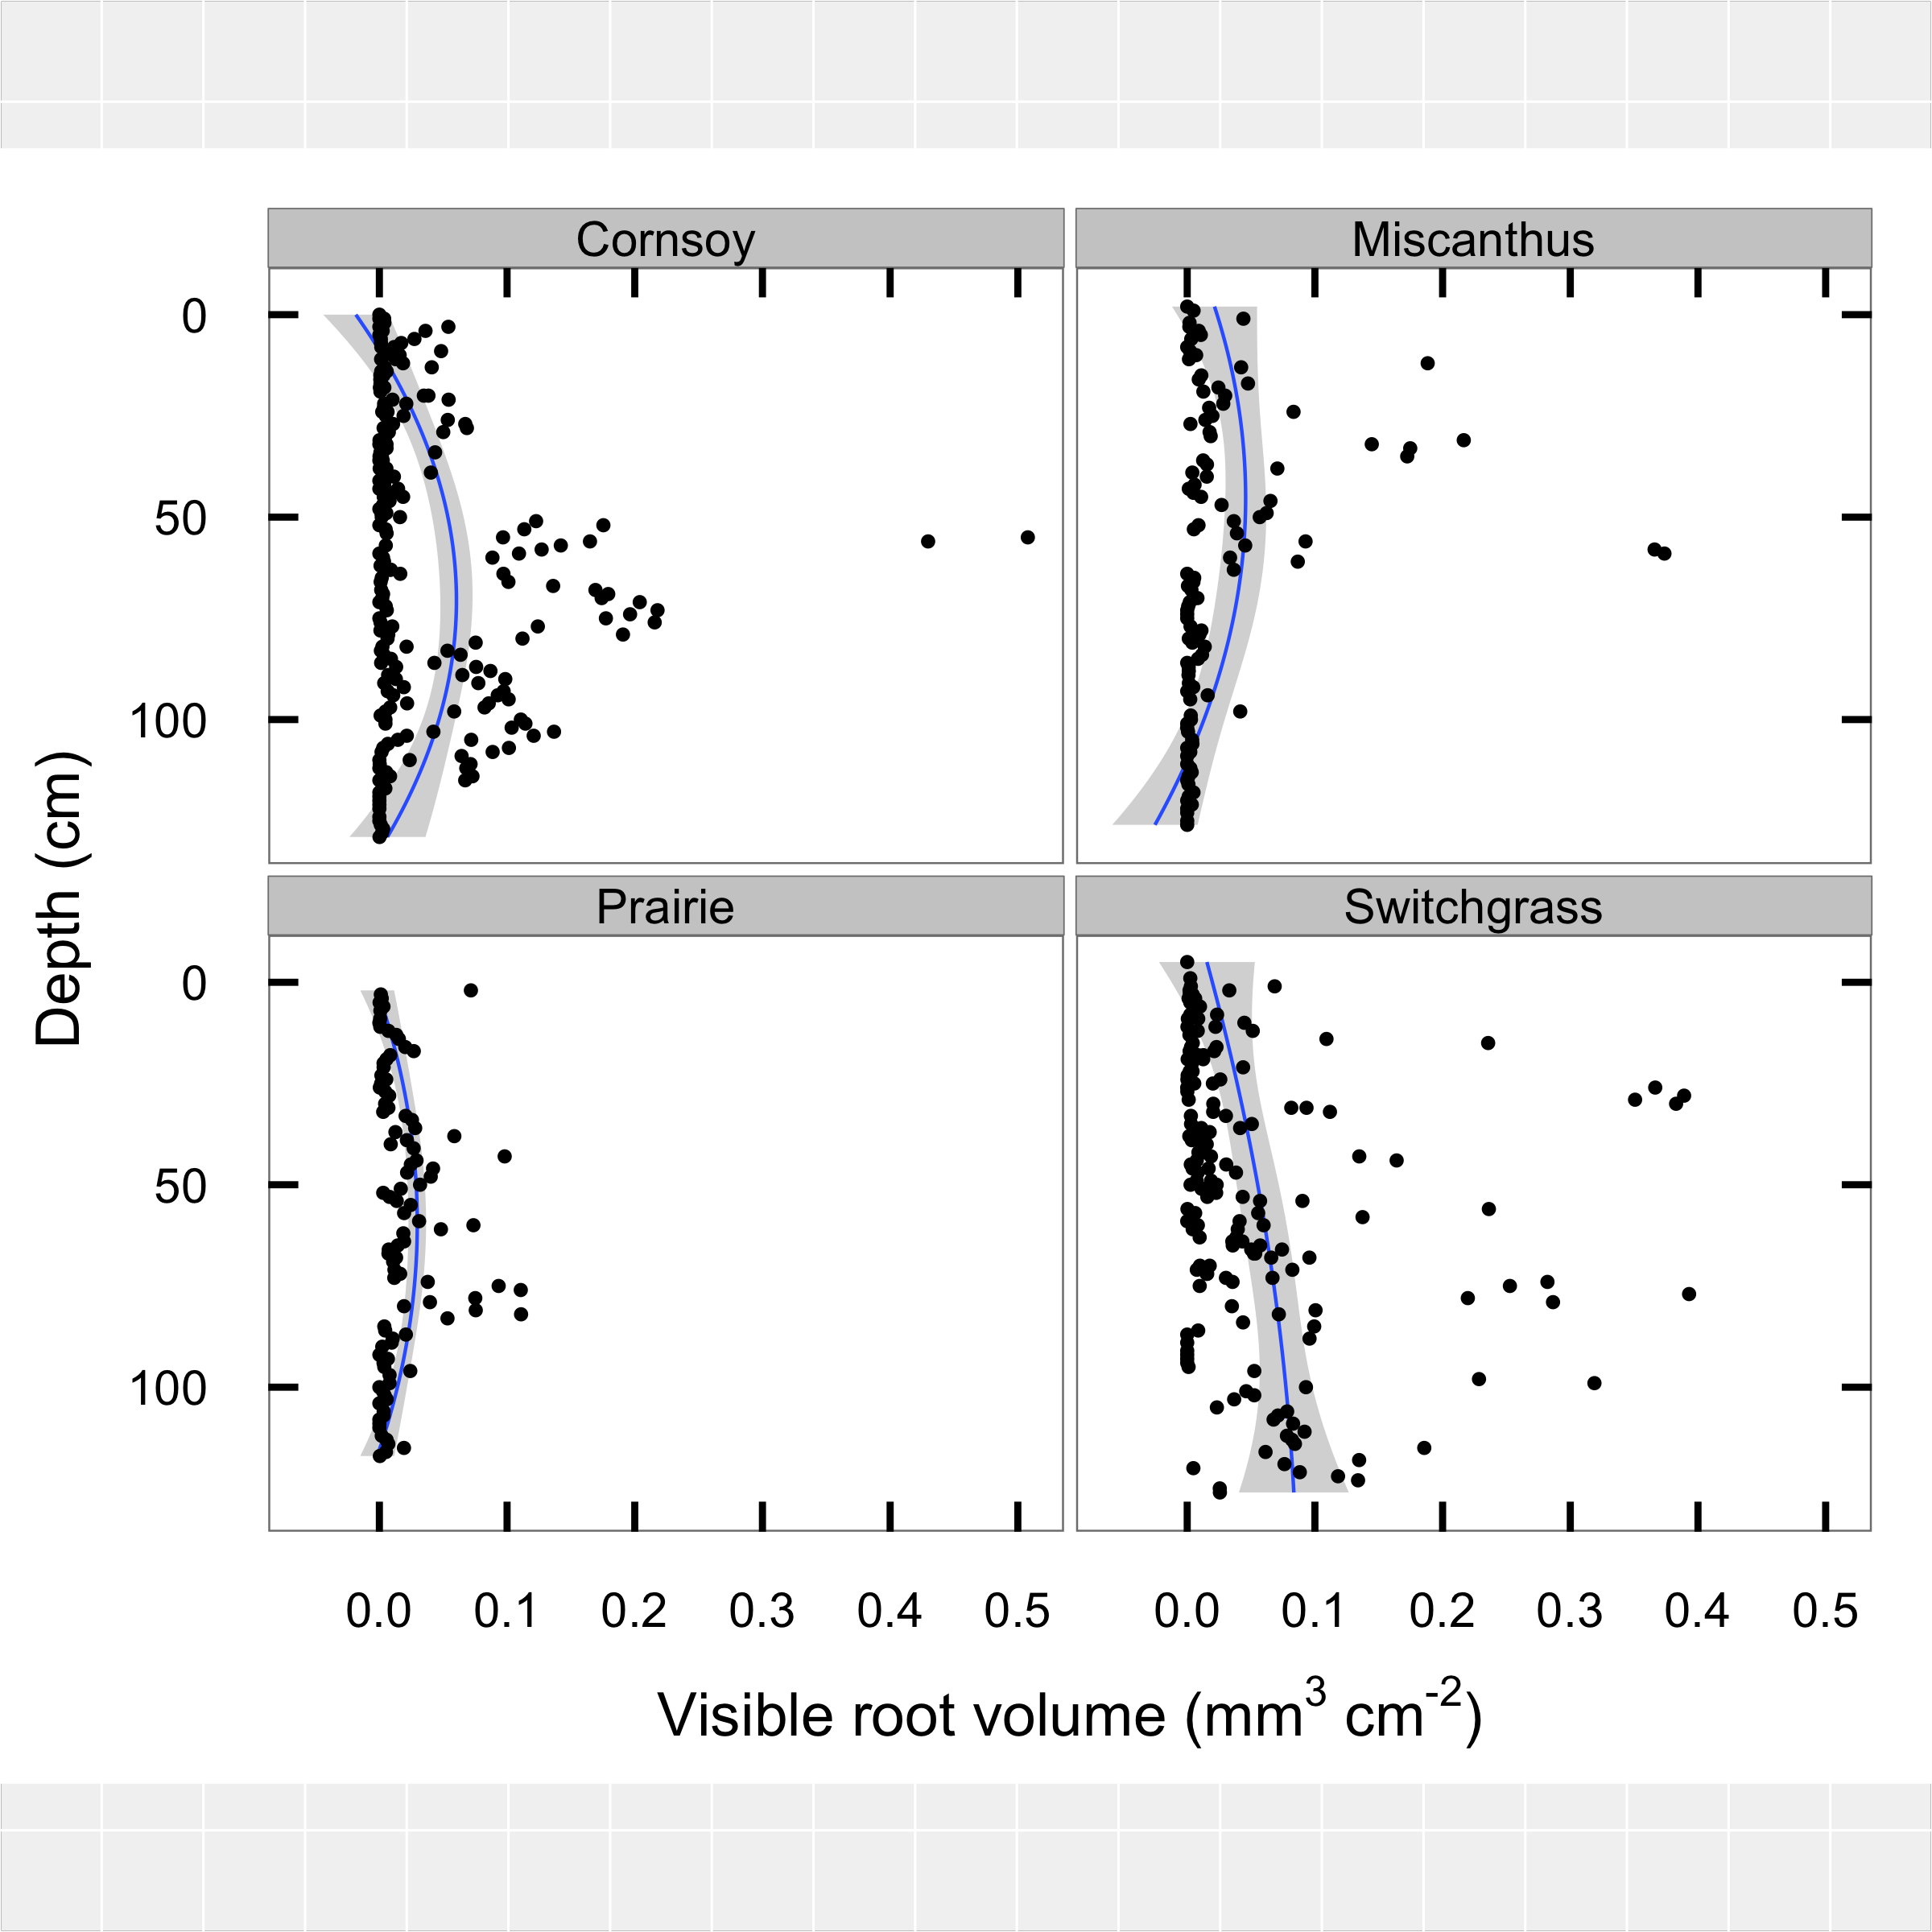 Cornsoy
Miscanthus
0
50
100
Prairie
Switchgrass
0
50
100
Depth (cm)
0.0 0.1 0.2 0.3 0.4 0.5 0.0 0.1 0.2 0.3 0.4 0.5
Visible root volume (mm³ cm⁻²)